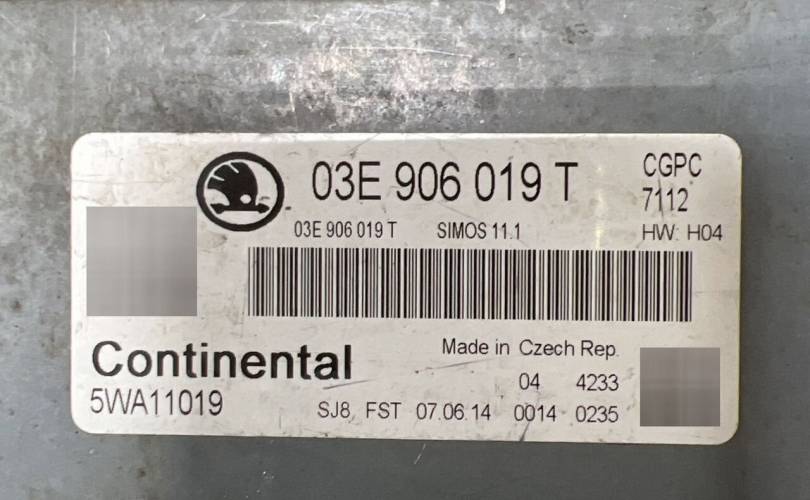 03E 906 019 T
CGPC
7112
03E 906 019 T SIMOS 11.1 HW: H04
Continental
Made in Czech Rep.
04 4233
5WA11019
SJ8 FST 07.06.14 0014 0235